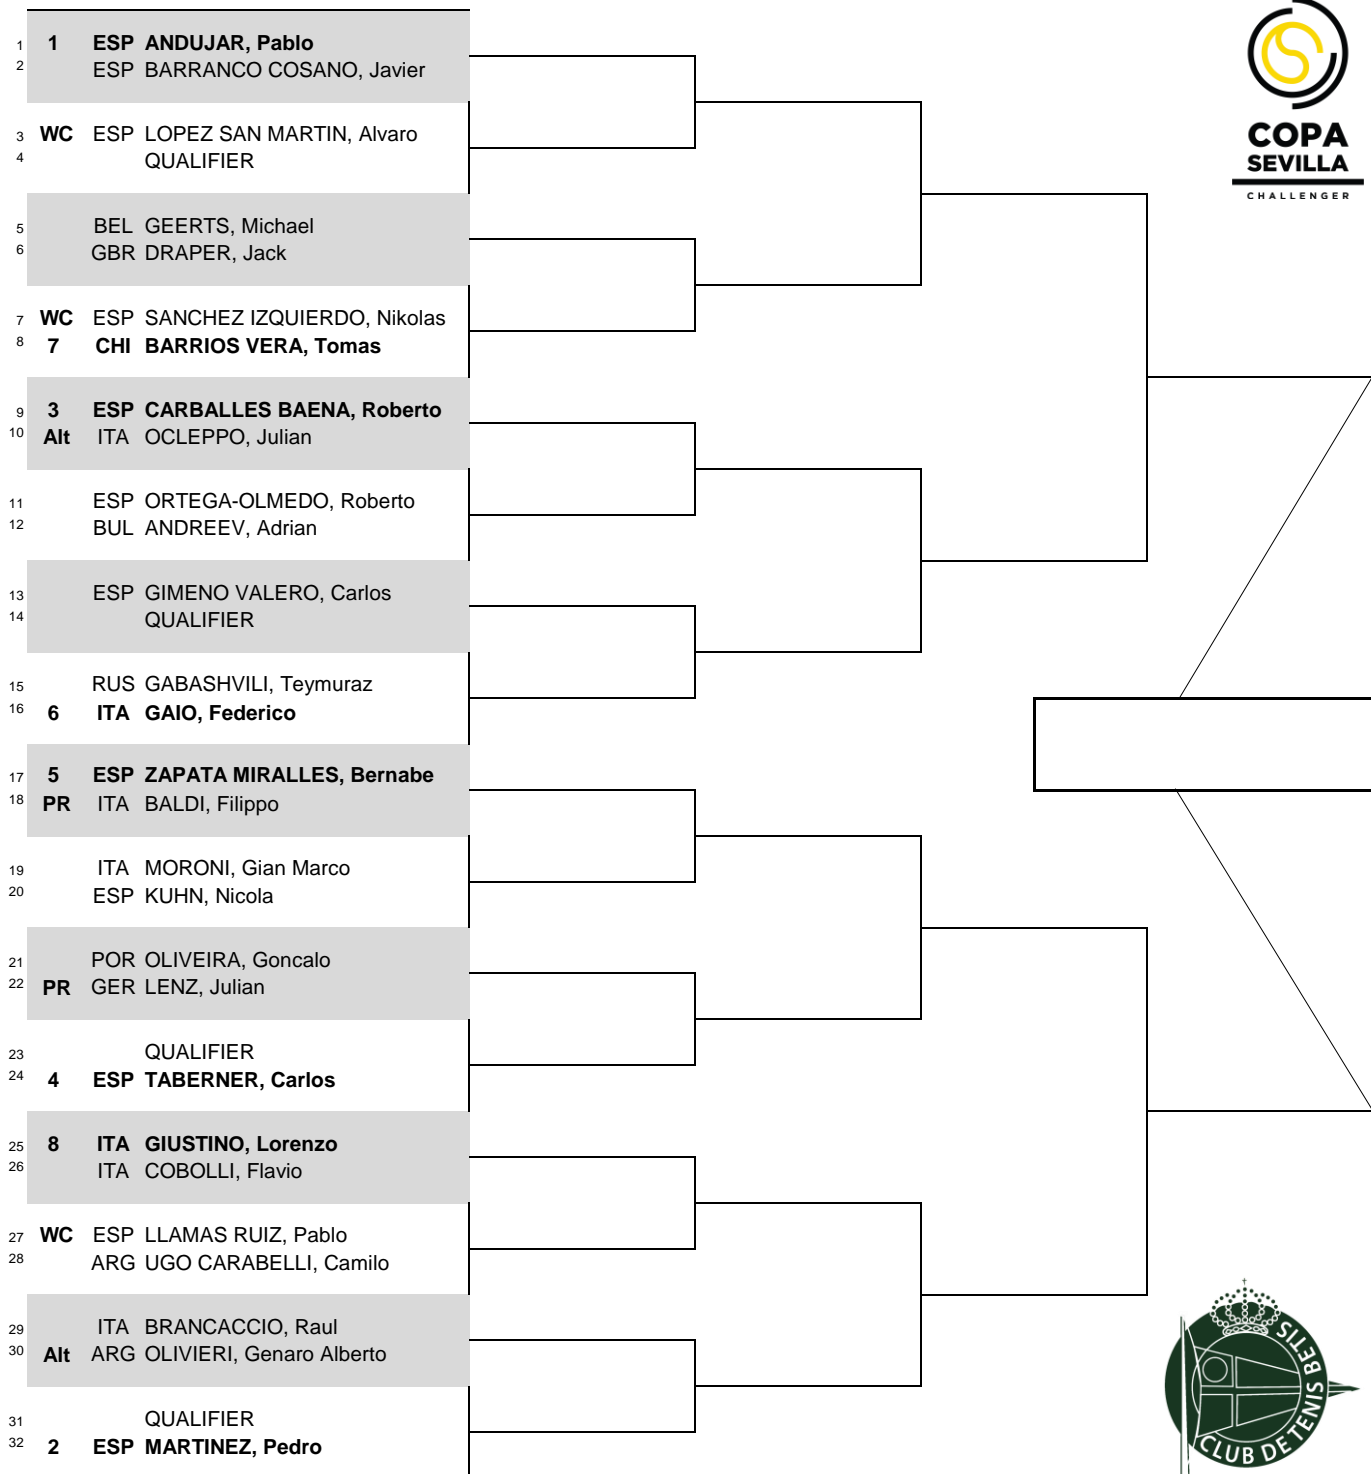 1 1 ESP ANDUJAR, Pablo
2 ESP BARRANCO COSANO, Javier
3 WC ESP LOPEZ SAN MARTIN, Alvaro
4 QUALIFIER
5 BEL GEERTS, Michael
6 GBR DRAPER, Jack
7 WC ESP SANCHEZ IZQUIERDO, Nikolas
8 7 CHI BARRIOS VERA, Tomas
9 3 ESP CARBALLES BAENA, Roberto
10 Alt ITA OCLEPPO, Julian
11 ESP ORTEGA-OLMEDO, Roberto
12 BUL ANDREEV, Adrian
13 ESP GIMENO VALERO, Carlos
14 QUALIFIER
15 RUS GABASHVILI, Teymuraz
16 6 ITA GAIO, Federico
17 5 ESP ZAPATA MIRALLES, Bernabe
18 PR ITA BALDI, Filippo
19 ITA MORONI, Gian Marco
20 ESP KUHN, Nicola
21 POR OLIVEIRA, Goncalo
22 PR GER LENZ, Julian
23 QUALIFIER
24 4 ESP TABERNER, Carlos
25 8 ITA GIUSTINO, Lorenzo
26 ITA COBOLLI, Flavio
27 WC ESP LLAMAS RUIZ, Pablo
28 ARG UGO CARABELLI, Camilo
29 ITA BRANCACCIO, Raul
30 Alt ARG OLIVIERI, Genaro Alberto
31 QUALIFIER
32 2 ESP MARTINEZ, Pedro
COPA
SEVILLA
CHALLENGER
CLUB DE TENIS BETIS